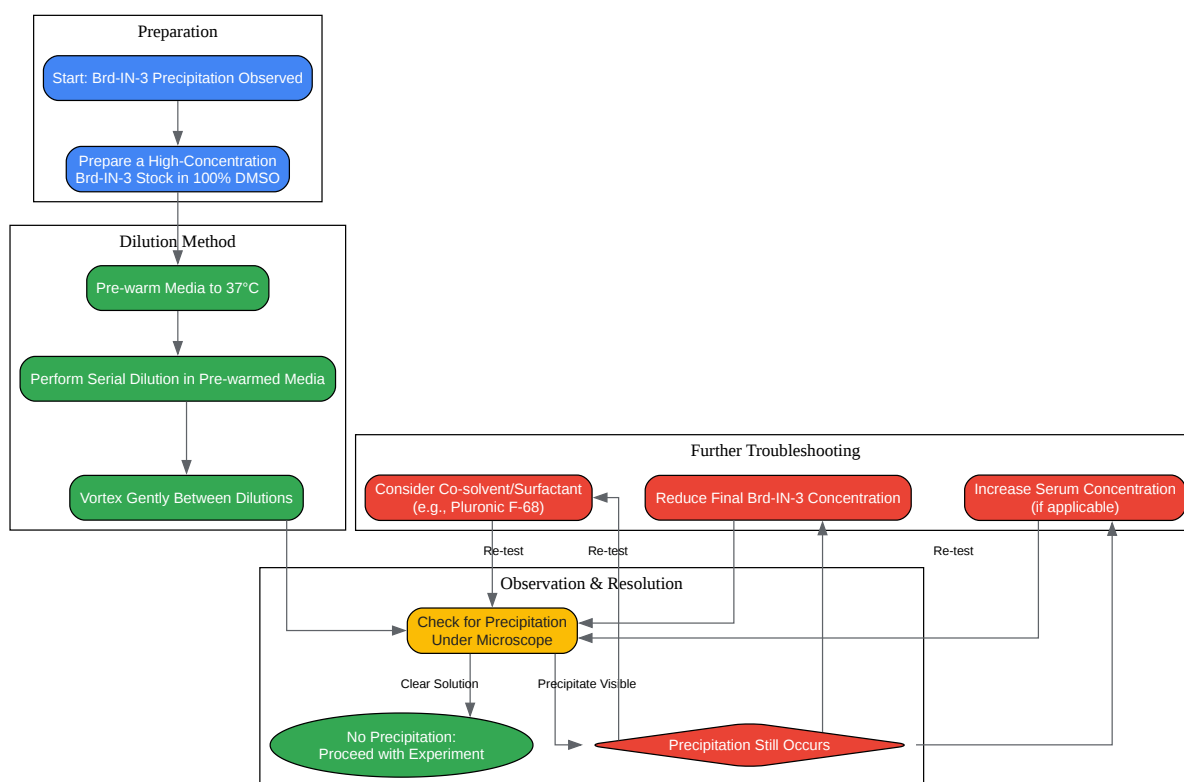 Preparation
Start: Brd-IN-3 Precipitation Observed
Prepare a High-Concentration
Brd-IN-3 Stock in 100% DMSO
Dilution Method
Pre-warm Media to 37°C
Perform Serial Dilution in Pre-warmed Media
Vortex Gently Between Dilutions
Further Troubleshooting
Consider Co-solvent/Surfactant
(e.g., Pluronic F-68)
Reduce Final Brd-IN-3 Concentration
Increase Serum Concentration
(if applicable)
Re-test
Re-test
Re-test
Observation & Resolution
Check for Precipitation
Under Microscope
Clear Solution
Precipitate Visible
No Precipitation:
Proceed with Experiment
Precipitation Still Occurs